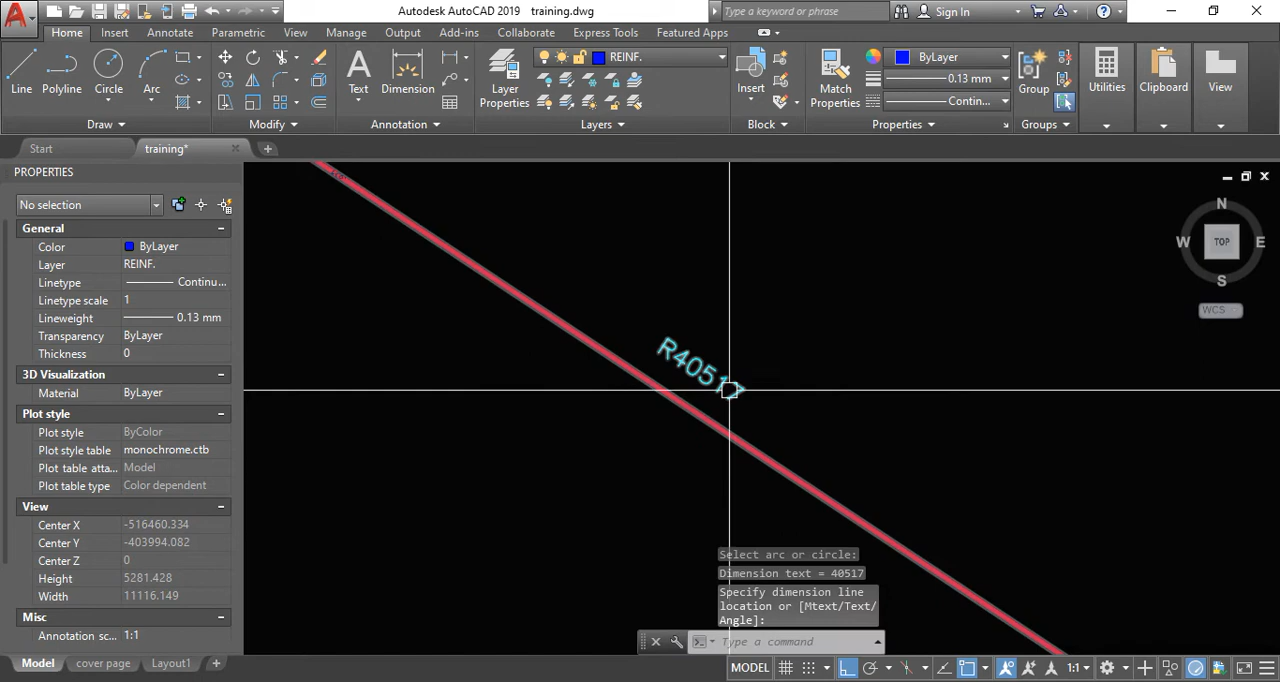 Autodesk AutoCAD 2019 training.dwg
Type a keyword or phrase
Sign In
Home Insert Annotate Parametric View Manage Output Add-ins Collaborate Express Tools Featured Apps
Line Polyline Circle Arc
Text Dimension
Layer Properties
REINF.
Insert
Match Properties
ByLayer
0.13 mm
Contin...
Group
Utilities
Clipboard
View
Draw Modify Annotation Layers Block Properties Groups
Start training*
PROPERTIES
No selection
General
Color ByLayer
Layer REINF.
Linetype Continu...
Linetype scale 1
Lineweight 0.13 mm
Transparency ByLayer
Thickness 0
3D Visualization
Material ByLayer
Plot style
Plot style ByColor
Plot style table monochrome.ctb
Plot table atta... Model
Plot table type Color dependent
View
Center X -516460.334
Center Y -403994.082
Center Z 0
Height 5281.428
Width 11116.149
Misc
Annotation sc... 1:1
R40517
N
W TOP E
S
WCS
Select arc or circle:
Dimension text = 40517
Specify dimension line
location or [Mtext/Text/
Angle]:
Type a command
Model cover page Layout1
MODEL 1:1